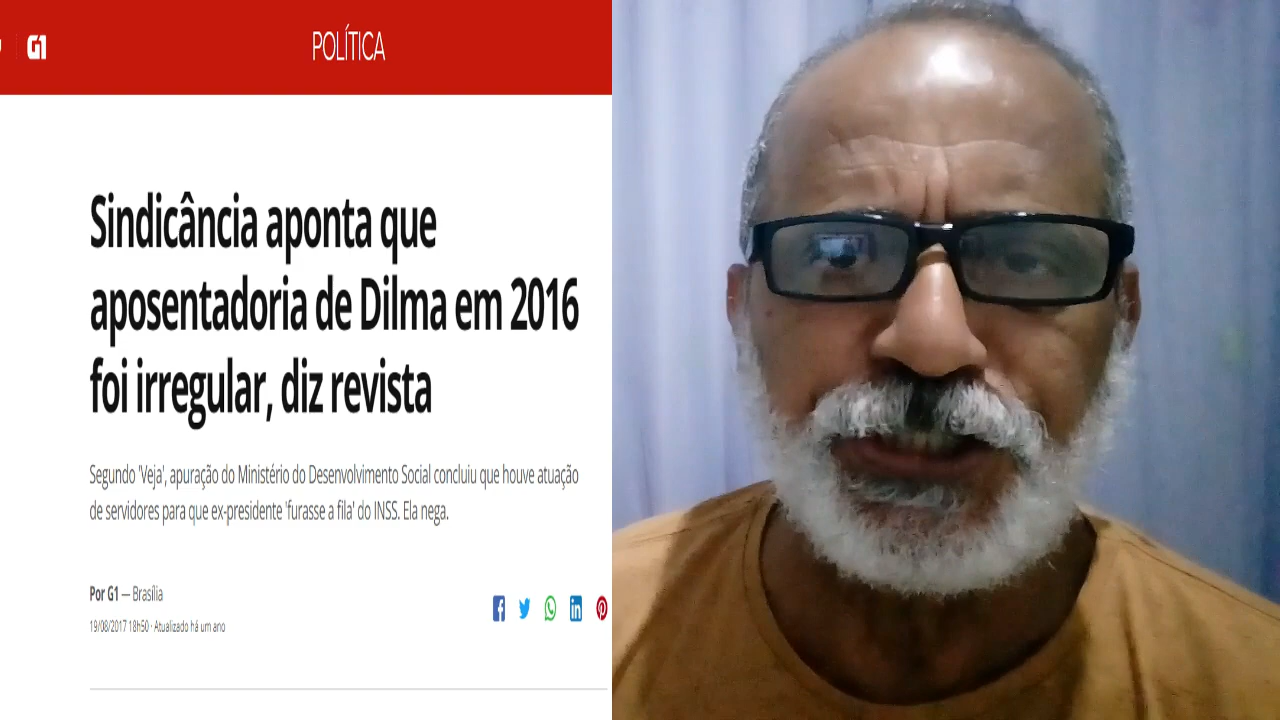 G1
POLÍTICA
Sindicância aponta que
aposentadoria de Dilma em 2016
foi irregular, diz revista
Segundo 'Veja', apuração do Ministério do Desenvolvimento Social concluiu que houve atuação
de servidores para que ex-presidente 'furasse a fila' do INSS. Ela nega.
Por G1 — Brasília
19/08/2017 18h50 · Atualizado há um ano